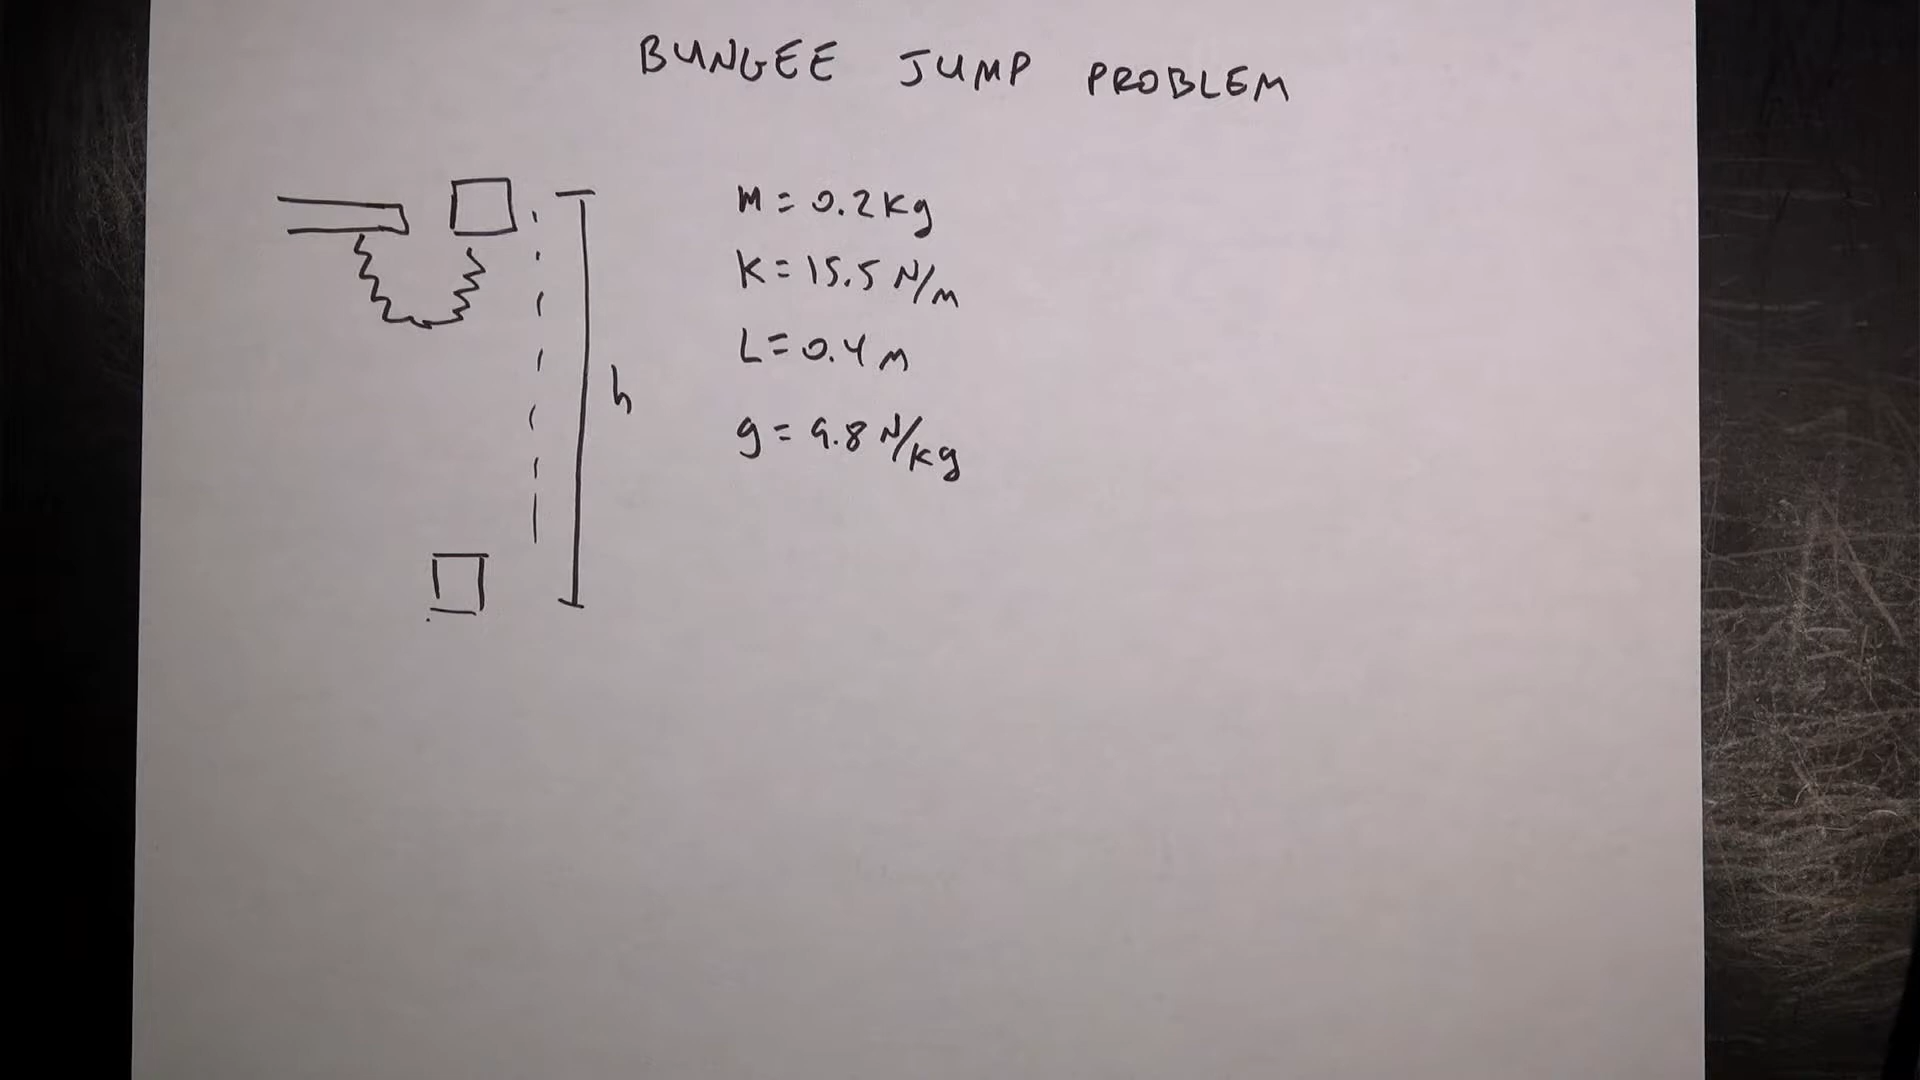 BUNGEE JUMP PROBLEM
m = 0.2 kg
K = 15.5 N/m
L = 0.4 m
g = 9.8 N/kg
h